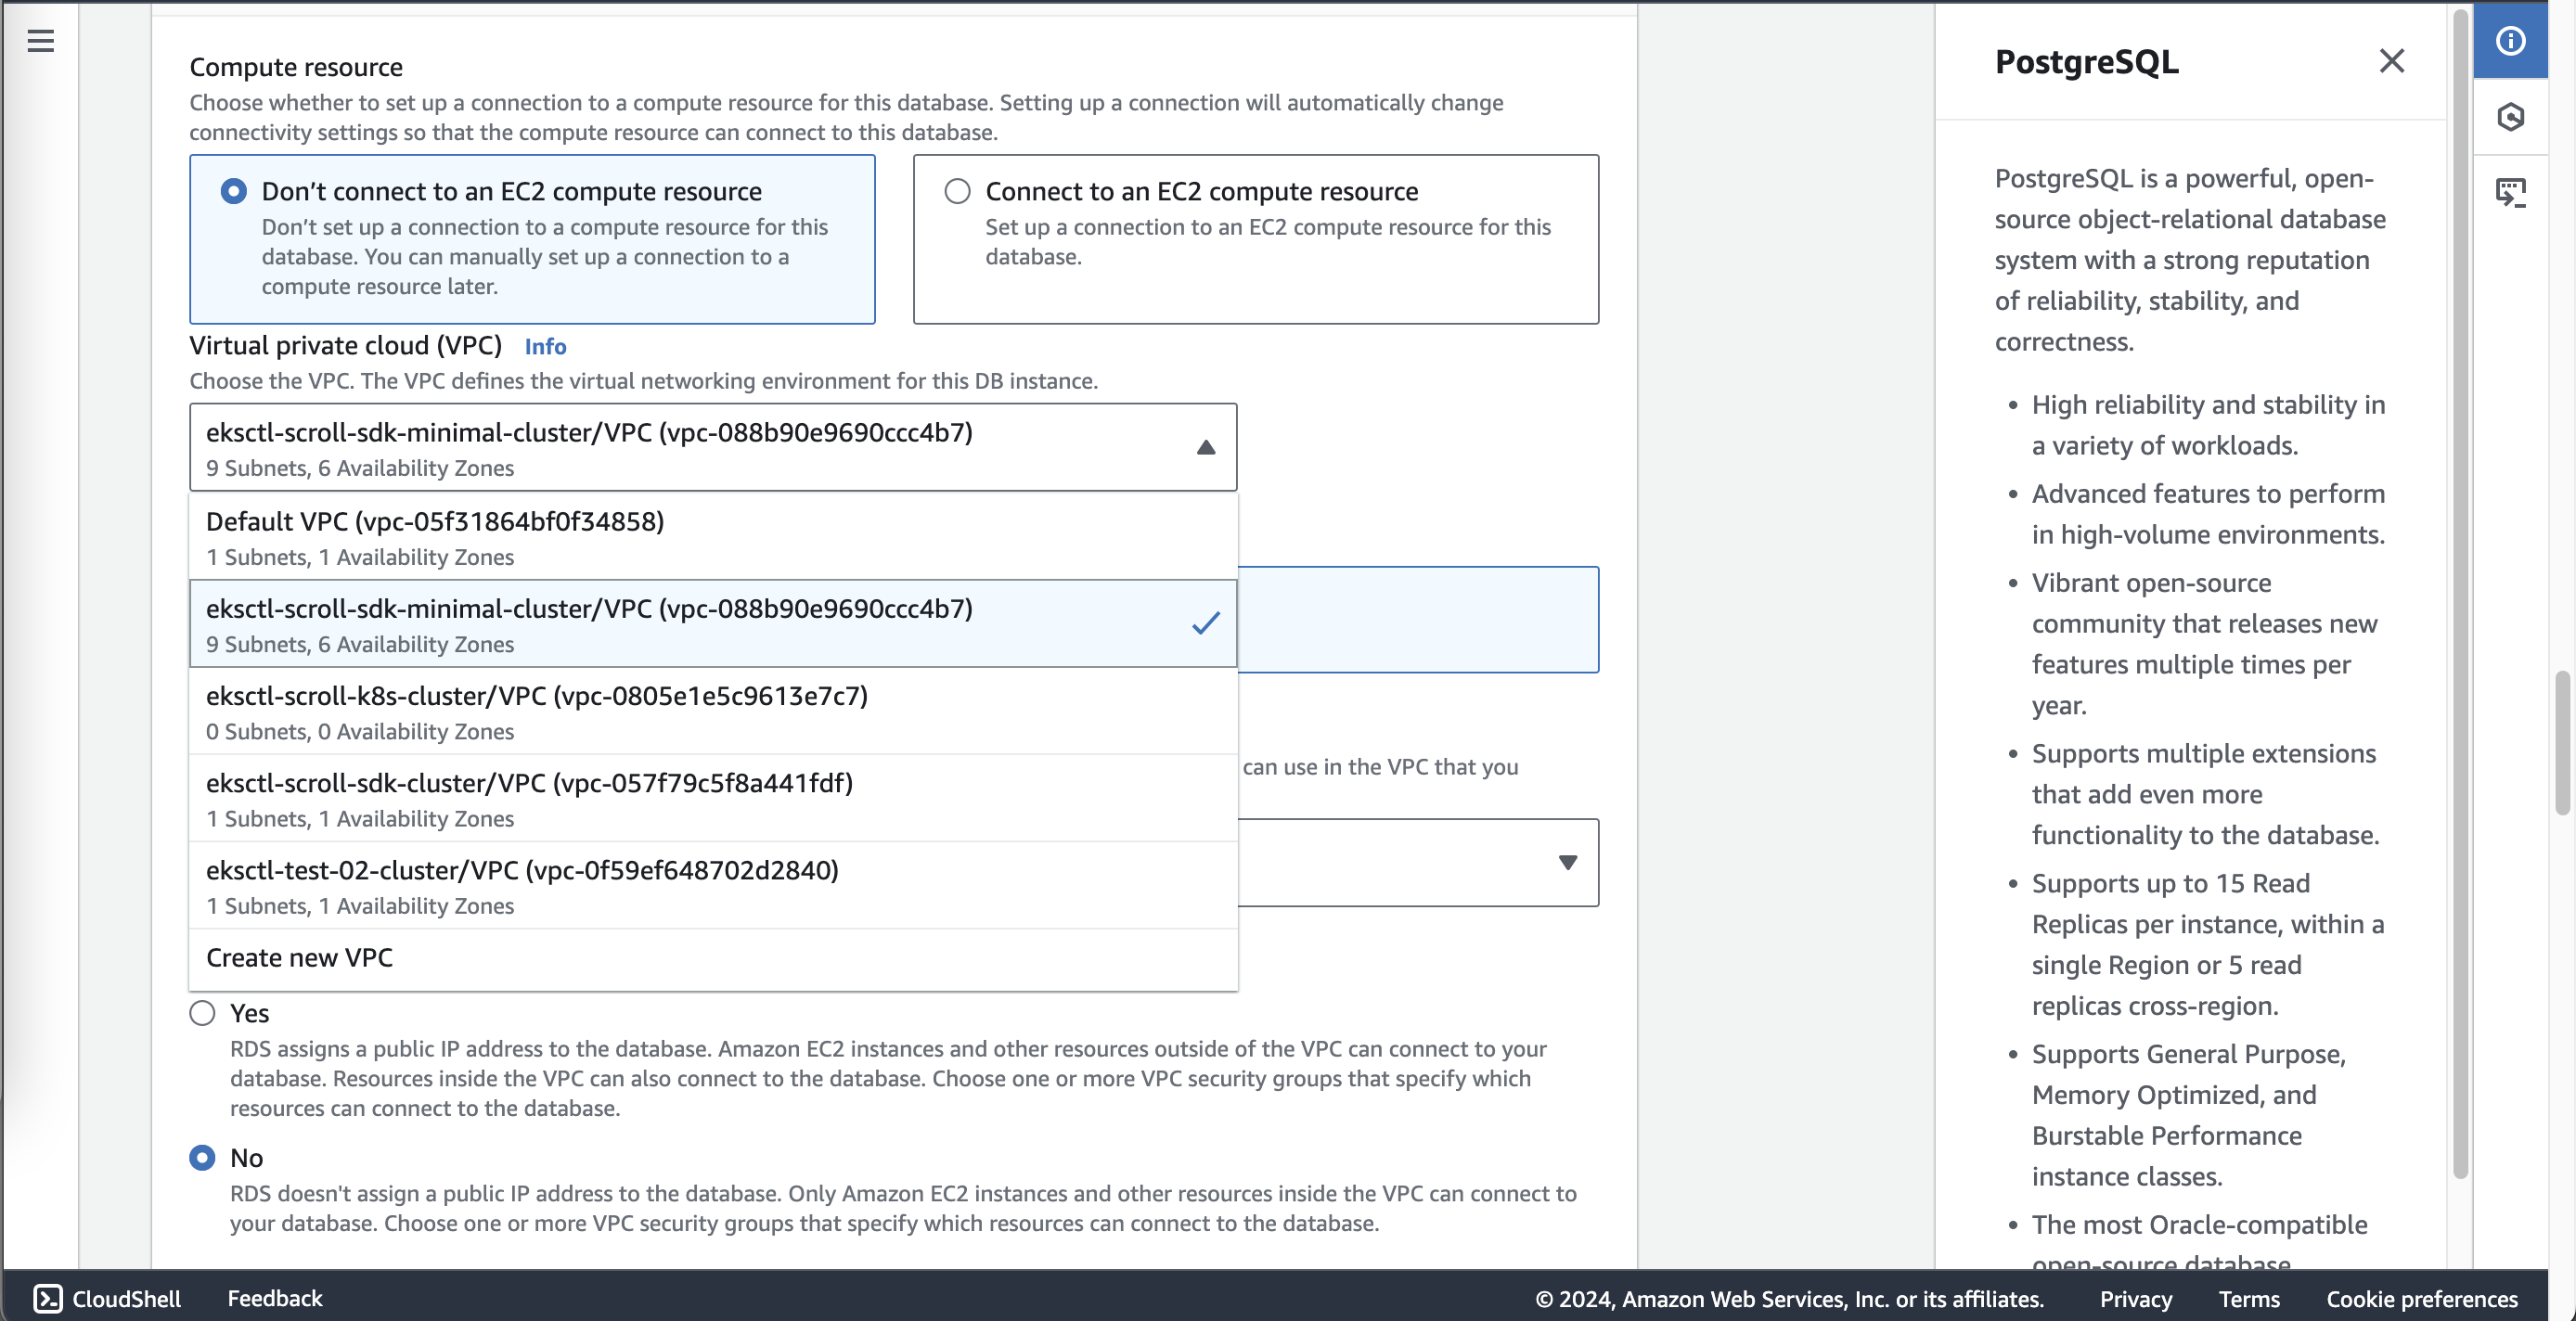 Compute resource
Choose whether to set up a connection to a compute resource for this database. Setting up a connection will automatically change
connectivity settings so that the compute resource can connect to this database.
Don’t connect to an EC2 compute resource
Don’t set up a connection to a compute resource for this
database. You can manually set up a connection to a
compute resource later.
Connect to an EC2 compute resource
Set up a connection to an EC2 compute resource for this
database.
Virtual private cloud (VPC) Info
Choose the VPC. The VPC defines the virtual networking environment for this DB instance.
eksctl-scroll-sdk-minimal-cluster/VPC (vpc-088b90e9690ccc4b7)
9 Subnets, 6 Availability Zones
Default VPC (vpc-05f31864bf0f34858)
1 Subnets, 1 Availability Zones
eksctl-scroll-sdk-minimal-cluster/VPC (vpc-088b90e9690ccc4b7)
9 Subnets, 6 Availability Zones
eksctl-scroll-k8s-cluster/VPC (vpc-0805e1e5c9613e7c7)
0 Subnets, 0 Availability Zones
can use in the VPC that you
eksctl-scroll-sdk-cluster/VPC (vpc-057f79c5f8a441fdf)
1 Subnets, 1 Availability Zones
eksctl-test-02-cluster/VPC (vpc-0f59ef648702d2840)
1 Subnets, 1 Availability Zones
Create new VPC
Yes
RDS assigns a public IP address to the database. Amazon EC2 instances and other resources outside of the VPC can connect to your
database. Resources inside the VPC can also connect to the database. Choose one or more VPC security groups that specify which
resources can connect to the database.
No
RDS doesn't assign a public IP address to the database. Only Amazon EC2 instances and other resources inside the VPC can connect to
your database. Choose one or more VPC security groups that specify which resources can connect to the database.
PostgreSQL
PostgreSQL is a powerful, open-
source object-relational database
system with a strong reputation
of reliability, stability, and
correctness.
• High reliability and stability in
a variety of workloads.
• Advanced features to perform
in high-volume environments.
• Vibrant open-source
community that releases new
features multiple times per
year.
• Supports multiple extensions
that add even more
functionality to the database.
• Supports up to 15 Read
Replicas per instance, within a
single Region or 5 read
replicas cross-region.
• Supports General Purpose,
Memory Optimized, and
Burstable Performance
instance classes.
• The most Oracle-compatible
open-source database
CloudShell Feedback © 2024, Amazon Web Services, Inc. or its affiliates. Privacy Terms Cookie preferences